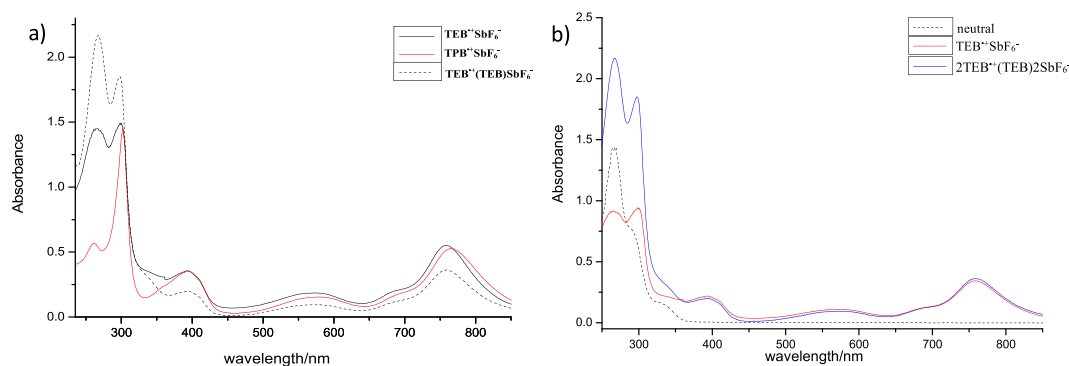 a)
TEB•+SbF6-
TPB•+SbF6-
TEB•+(TEB)SbF6-
2.0
1.5
1.0
0.5
0.0
Absorbance
300 400 500 600 700 800
wavelength/nm
b)
neutral
TEB•+SbF6-
2TEB•+(TEB)2SbF6-
2.5
2.0
1.5
1.0
0.5
0.0
Absorbance
300 400 500 600 700 800
wavelength/nm